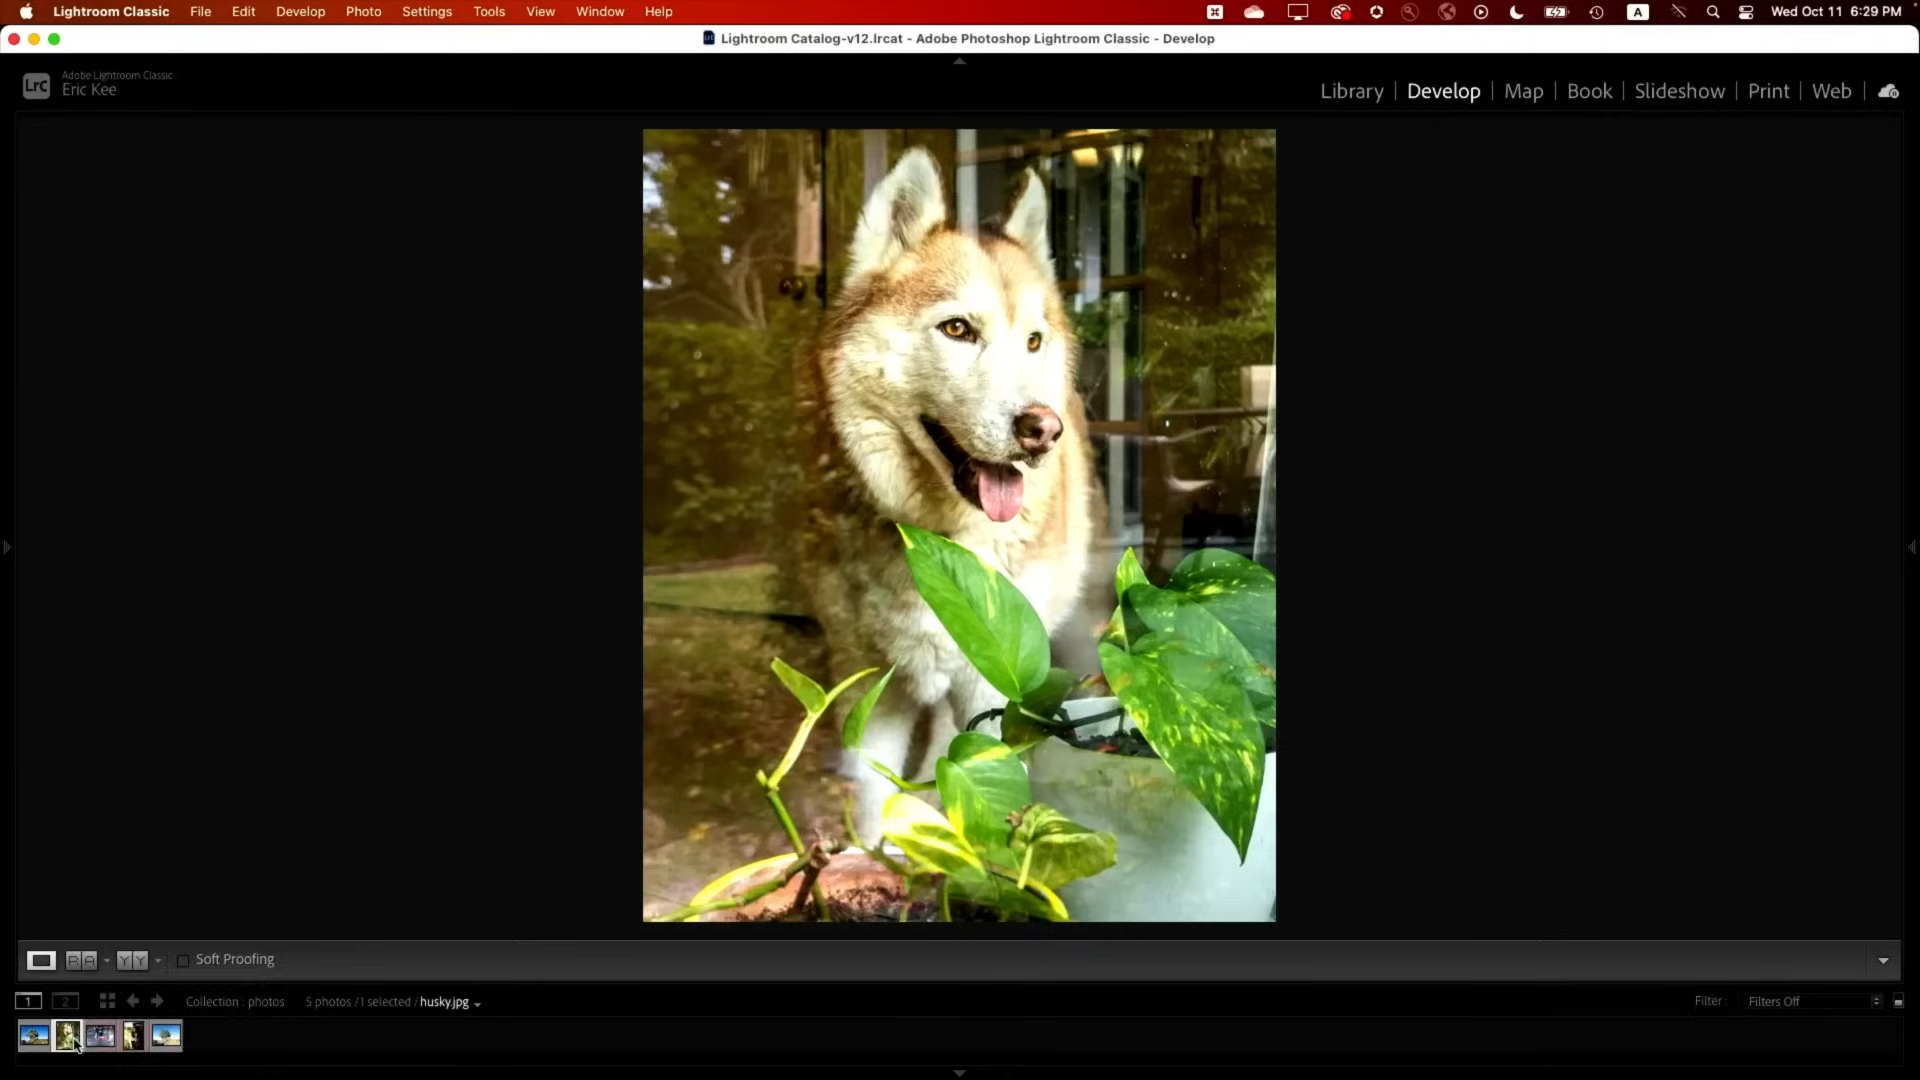 Lightroom Classic File Edit Develop Photo Settings Tools View Window Help A Wed Oct 11 6:29 PM
Lightroom Catalog-v12.lrcat - Adobe Photoshop Lightroom Classic - Develop
LrC Adobe Lightroom Classic
Eric Kee
Library | Develop | Map | Book | Slideshow | Print | Web |
R A Y Y Soft Proofing
1 2 Collection : photos 5 photos / 1 selected / husky.jpg Filter : Filters Off